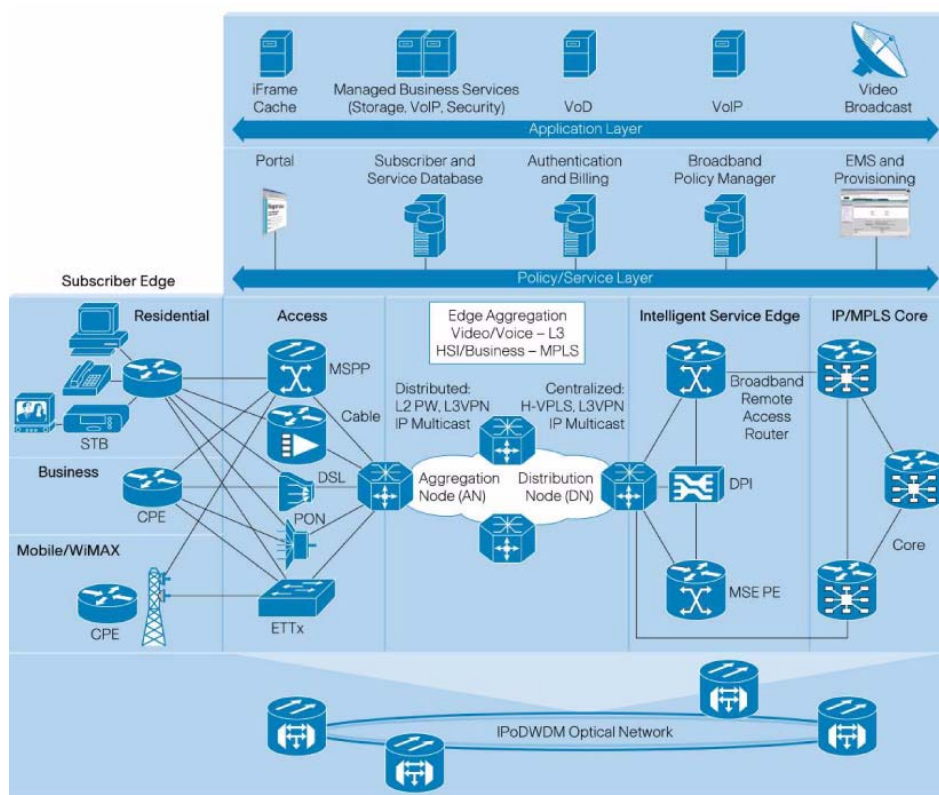 iFrame
Cache
Managed Business Services
(Storage, VoIP, Security)
VoD
VoIP
Video
Broadcast
Application Layer
Portal
Subscriber and
Service Database
Authentication
and Billing
Broadband
Policy Manager
EMS and
Provisioning
Policy/Service Layer
Subscriber Edge
Residential
STB
Business
CPE
Mobile/WiMAX
CPE
Access
MSPP
Cable
DSL
PON
ETTx
Edge Aggregation
Video/Voice – L3
HSI/Business – MPLS
Distributed:
L2 PW, L3VPN
IP Multicast
Centralized:
H-VPLS, L3VPN
IP Multicast
Aggregation
Node (AN)
Distribution
Node (DN)
Intelligent Service Edge
Broadband
Remote
Access
Router
DPI
MSE PE
IP/MPLS Core
Core
IPoDWDM Optical Network